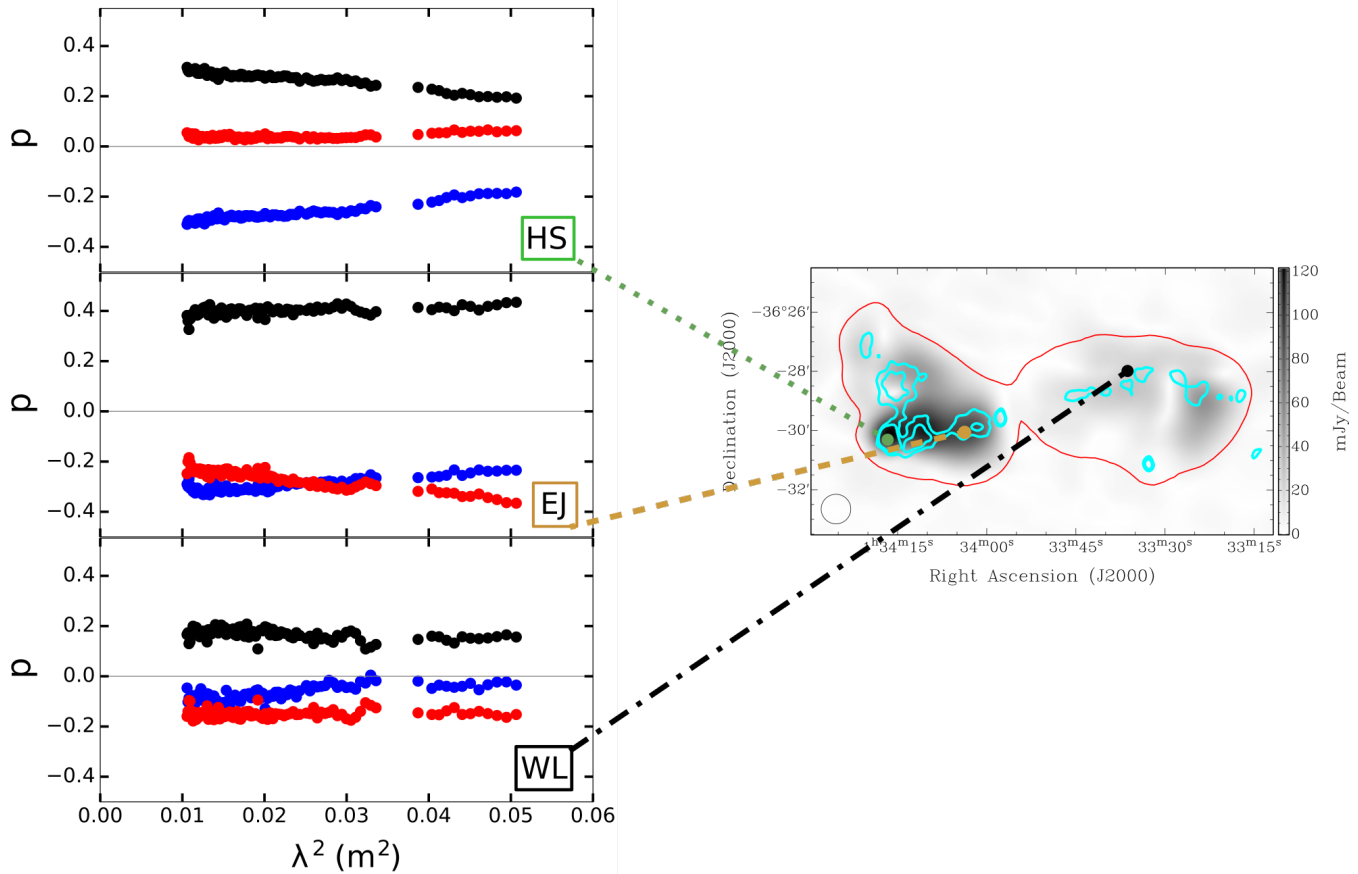 0.4
0.2
0.0
−0.2
−0.4
p
HS
0.4
0.2
0.0
−0.2
−0.4
p
EJ
0.4
0.2
0.0
−0.2
−0.4
p
WL
0.00 0.01 0.02 0.03 0.04 0.05 0.06
λ² (m²)
−36°26′
−28′
−30′
−32′
Declination (J2000)
ʰ34ᵐ15ˢ 34ᵐ00ˢ 33ᵐ45ˢ 33ᵐ30ˢ 33ᵐ15ˢ
Right Ascension (J2000)
120
100
80
60
40
20
0
mJy/Beam